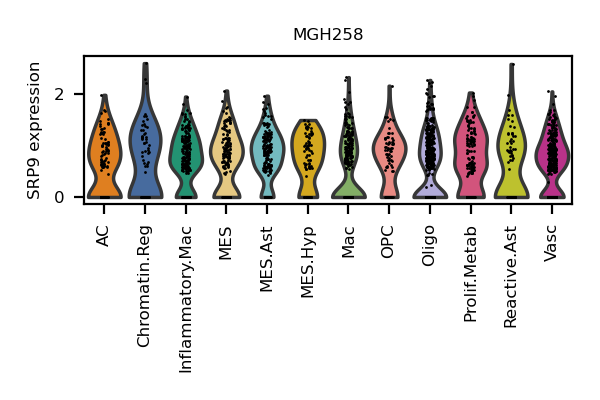 MGH258
SRP9 expression
2
0
AC
Chromatin.Reg
Inflammatory.Mac
MES
MES.Ast
MES.Hyp
Mac
OPC
Oligo
Prolif.Metab
Reactive.Ast
Vasc